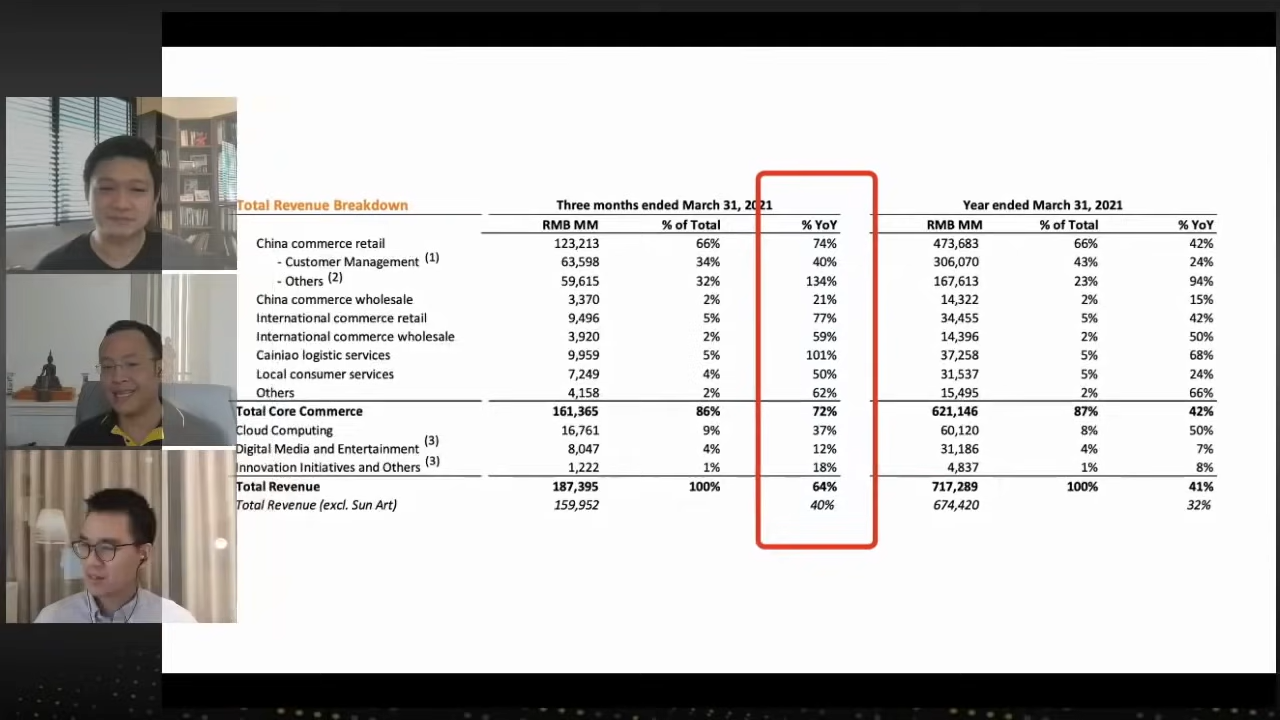 Total Revenue Breakdown Three months ended March 31, 2021 Year ended March 31, 2021
RMB MM % of Total % YoY RMB MM % of Total % YoY
China commerce retail 123,213 66% 74% 473,683 66% 42%
- Customer Management (1) 63,598 34% 40% 306,070 43% 24%
- Others (2) 59,615 32% 134% 167,613 23% 94%
China commerce wholesale 3,370 2% 21% 14,322 2% 15%
International commerce retail 9,496 5% 77% 34,455 5% 42%
International commerce wholesale 3,920 2% 59% 14,396 2% 50%
Cainiao logistic services 9,959 5% 101% 37,258 5% 68%
Local consumer services 7,249 4% 50% 31,537 5% 24%
Others 4,158 2% 62% 15,495 2% 66%
Total Core Commerce 161,365 86% 72% 621,146 87% 42%
Cloud Computing 16,761 9% 37% 60,120 8% 50%
Digital Media and Entertainment (3) 8,047 4% 12% 31,186 4% 7%
Innovation Initiatives and Others (3) 1,222 1% 18% 4,837 1% 8%
Total Revenue 187,395 100% 64% 717,289 100% 41%
Total Revenue (excl. Sun Art) 159,952 40% 674,420 32%